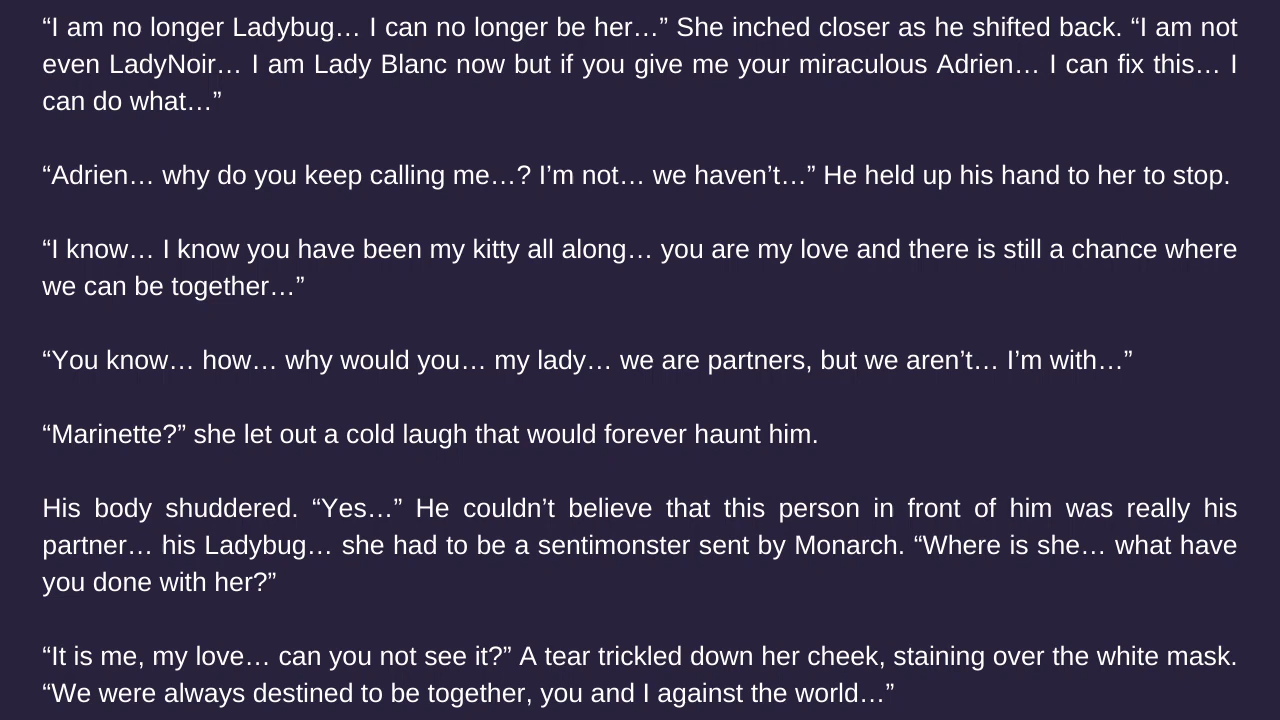 “I am no longer Ladybug… I can no longer be her…” She inched closer as he shifted back. “I am not
even LadyNoir… I am Lady Blanc now but if you give me your miraculous Adrien… I can fix this… I
can do what…”
“Adrien… why do you keep calling me…? I’m not… we haven’t…” He held up his hand to her to stop.
“I know… I know you have been my kitty all along… you are my love and there is still a chance where
we can be together…”
“You know… how… why would you… my lady… we are partners, but we aren’t… I’m with…”
“Marinette?” she let out a cold laugh that would forever haunt him.
His body shuddered. “Yes…” He couldn’t believe that this person in front of him was really his
partner… his Ladybug… she had to be a sentimonster sent by Monarch. “Where is she… what have
you done with her?”
“It is me, my love… can you not see it?” A tear trickled down her cheek, staining over the white mask.
“We were always destined to be together, you and I against the world…”